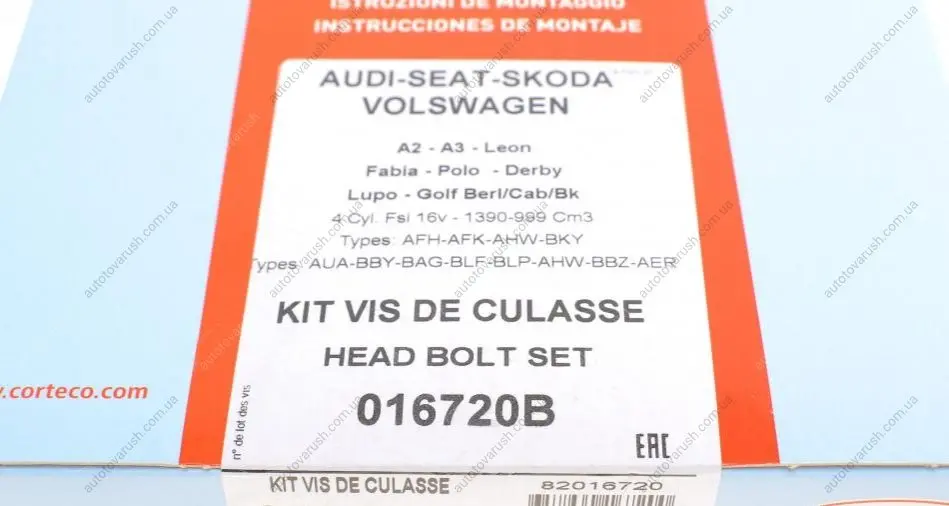 ISTRUZIONI DE MONTAGGIO
INSTRUCCIONES DE MONTAJE
AUDI-SEAT-SKODA
VOLSWAGEN
A2 - A3 - Leon
Fabia - Polo - Derby
Lupo - Golf Berl/Cab/Bk
4 Cyl. Fsi 16v - 1390-999 Cm3
Types: AFH-AFK-AHW-BKY
Types: AUA-BBY-BAG-BLF-BLP-AHW-BBZ-AER
KIT VIS DE CULASSE
HEAD BOLT SET
016720B
n° de lot des vis
EAC
.corteco.com
KIT VIS DE CULASSE 82016720
autotovarush.com.ua